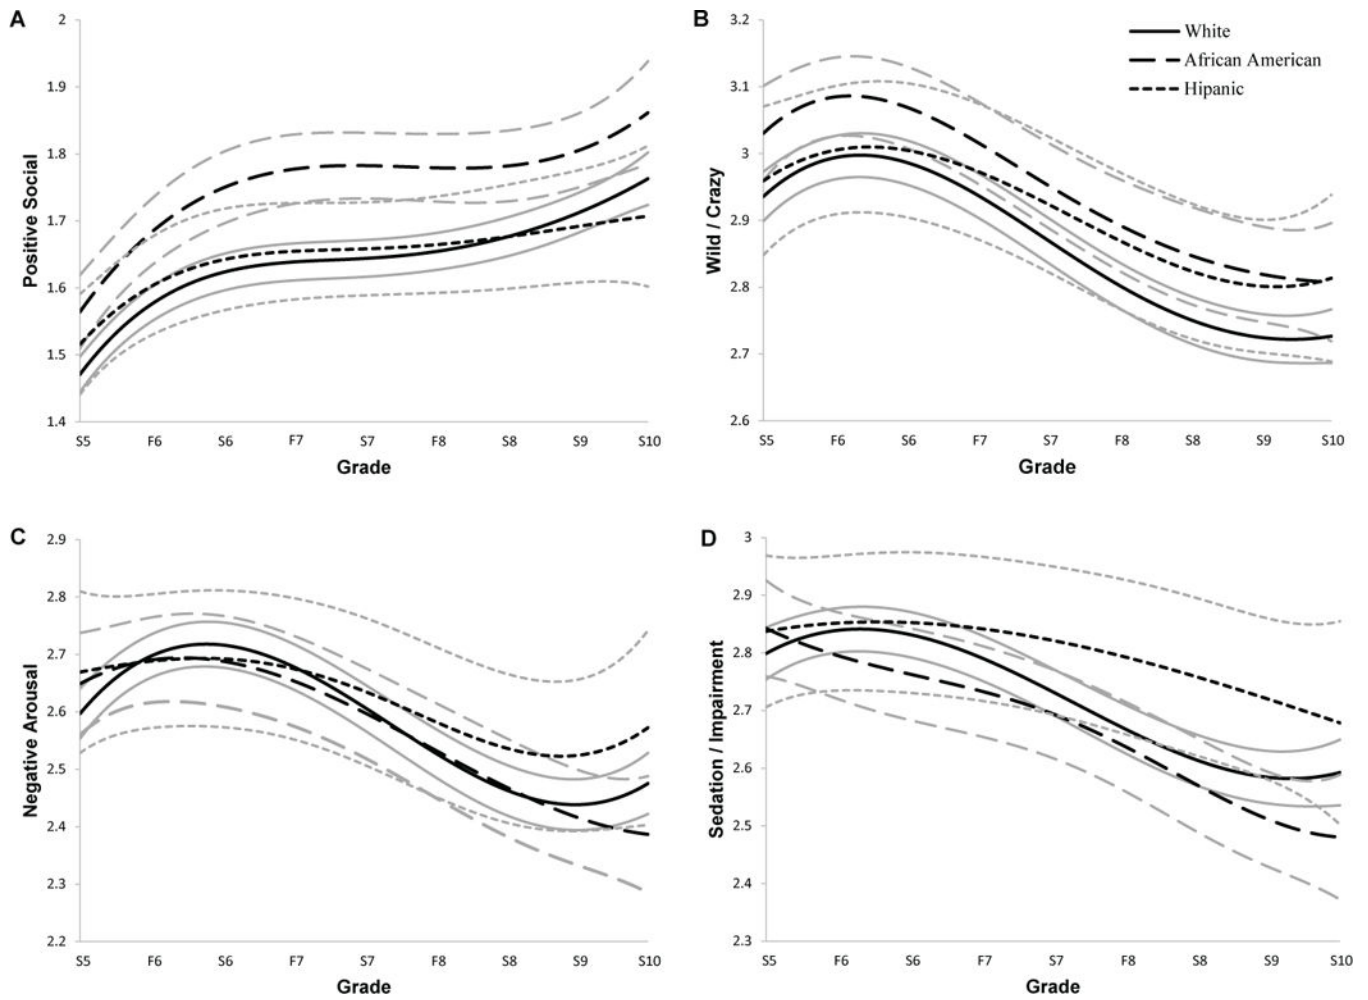 A
Positive Social
2
1.9
1.8
1.7
1.6
1.5
1.4
S5 F6 S6 F7 S7 F8 S8 S9 S10
Grade
B
Wild / Crazy
3.2
3.1
3
2.9
2.8
2.7
2.6
S5 F6 S6 F7 S7 F8 S8 S9 S10
Grade
White
African American
Hipanic
C
Negative Arousal
2.9
2.8
2.7
2.6
2.5
2.4
2.3
2.2
S5 F6 S6 F7 S7 F8 S8 S9 S10
Grade
D
Sedation / Impairment
3
2.9
2.8
2.7
2.6
2.5
2.4
2.3
S5 F6 S6 F7 S7 F8 S8 S9 S10
Grade